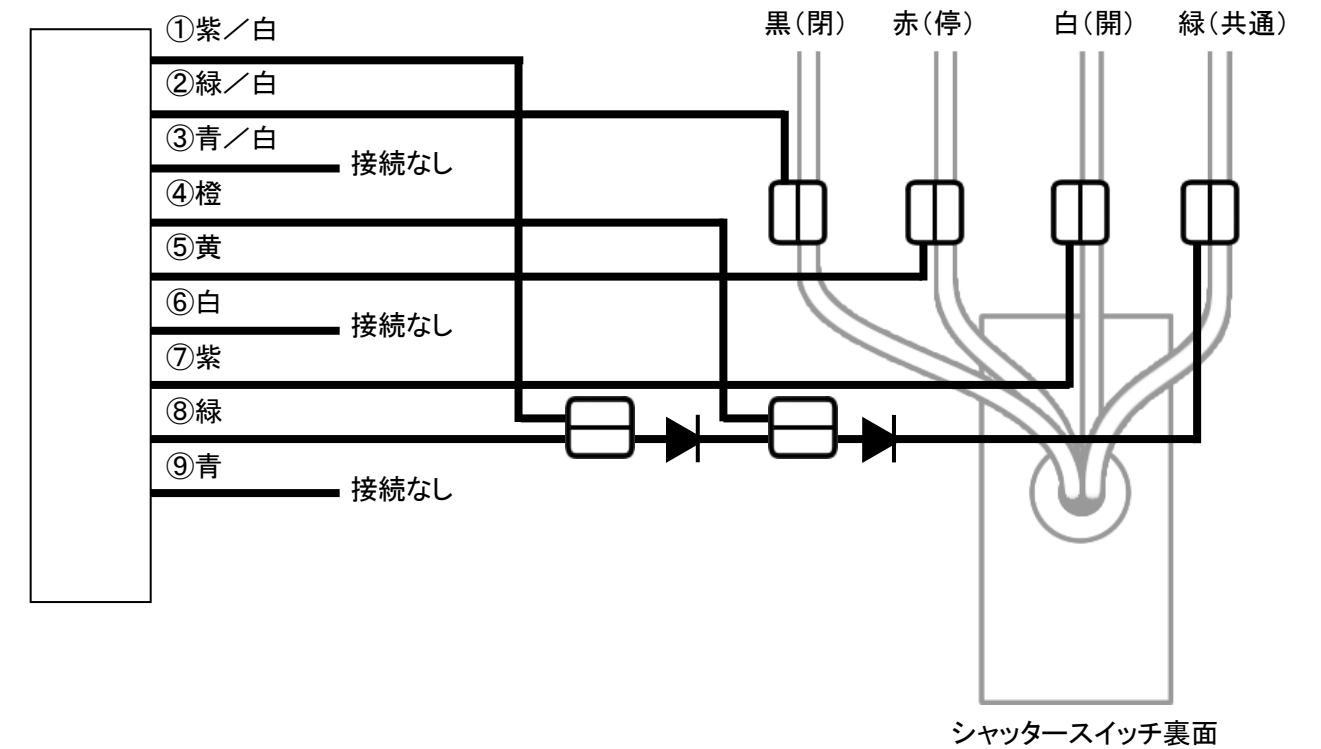 黒（閉）
赤（停）
白（開）
緑（共通）
①紫／白
②緑／白
③青／白
接続なし
④橙
⑤黄
⑥白
接続なし
⑦紫
⑧緑
⑨青
接続なし
シャッタースイッチ裏面